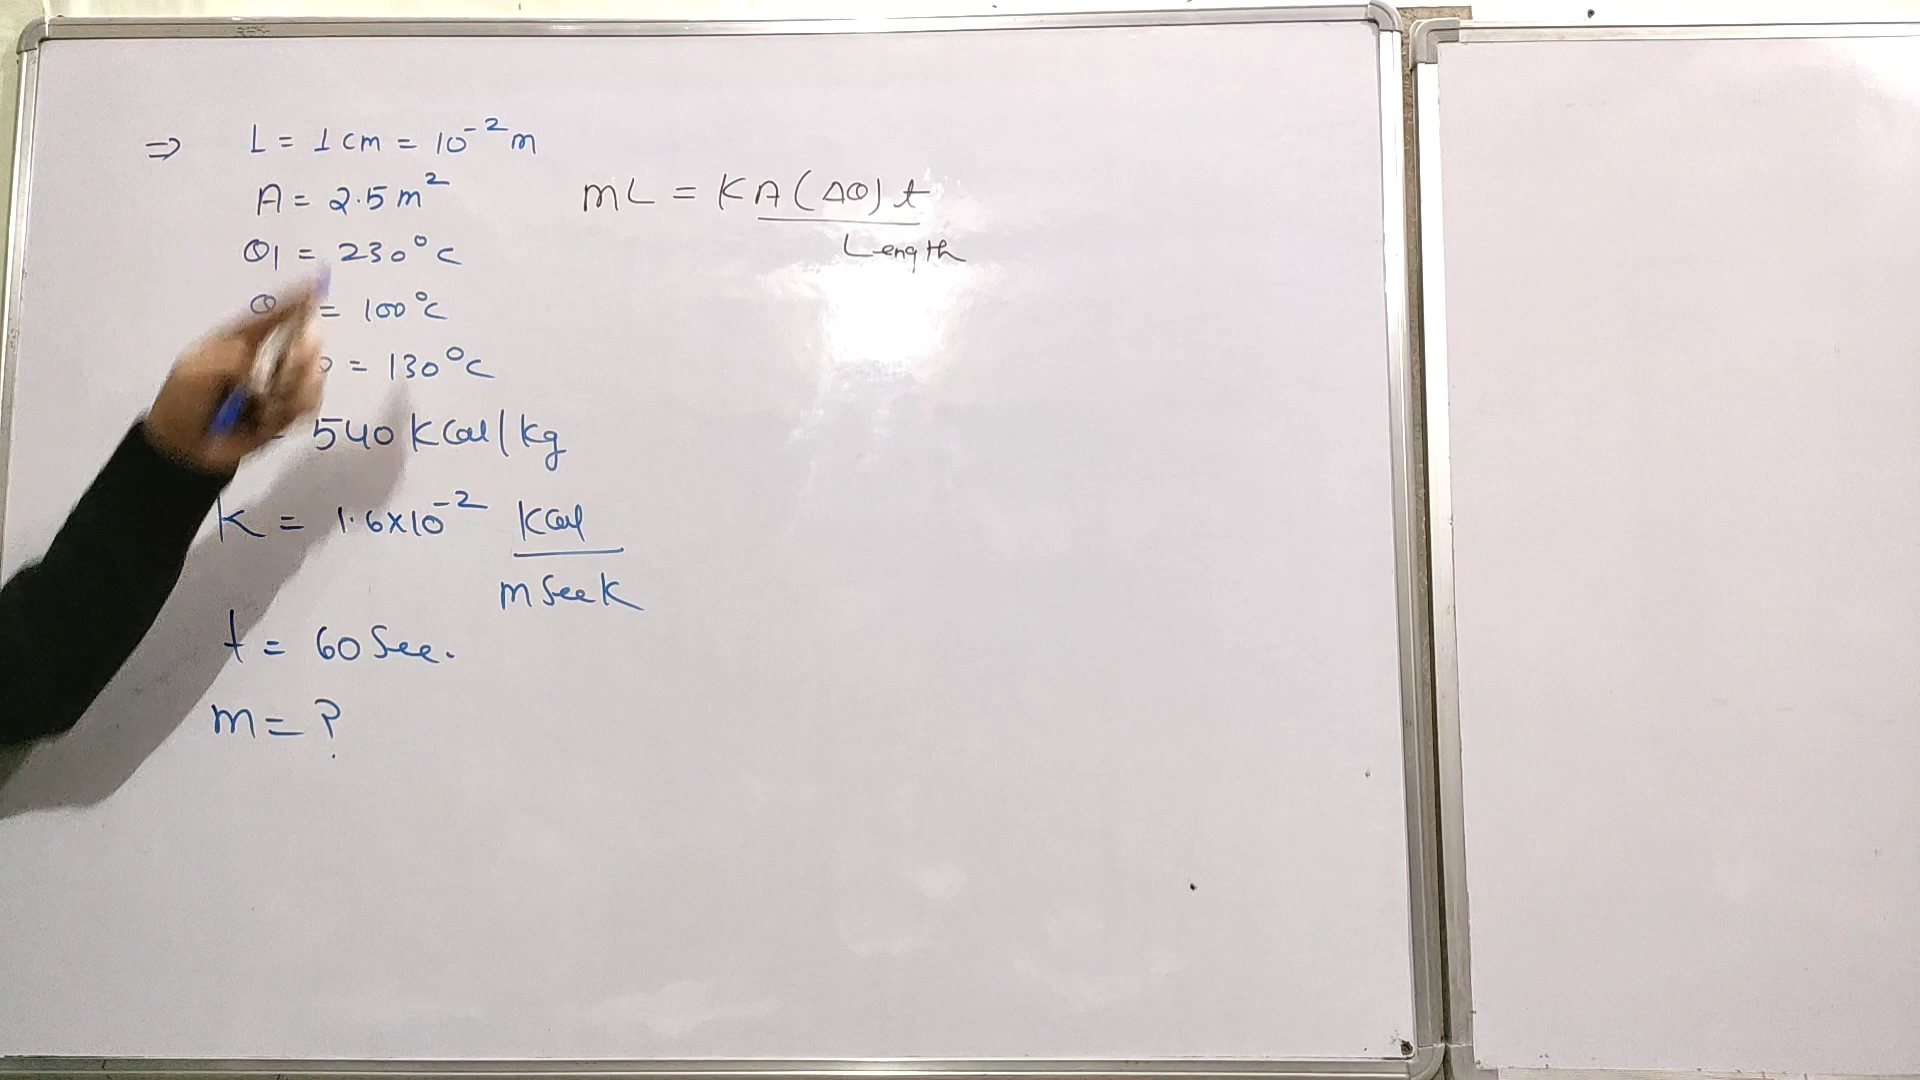 ⇒ L = 1 cm = 10⁻² m
A = 2.5 m²
θ1 = 230°C
θ = 100°C
= 130°C
= 540 KCal/kg
K = 1.6×10⁻² KCal
m Sec K
t = 60 Sec.
m = ?
mL = KA(Δθ)t
Length